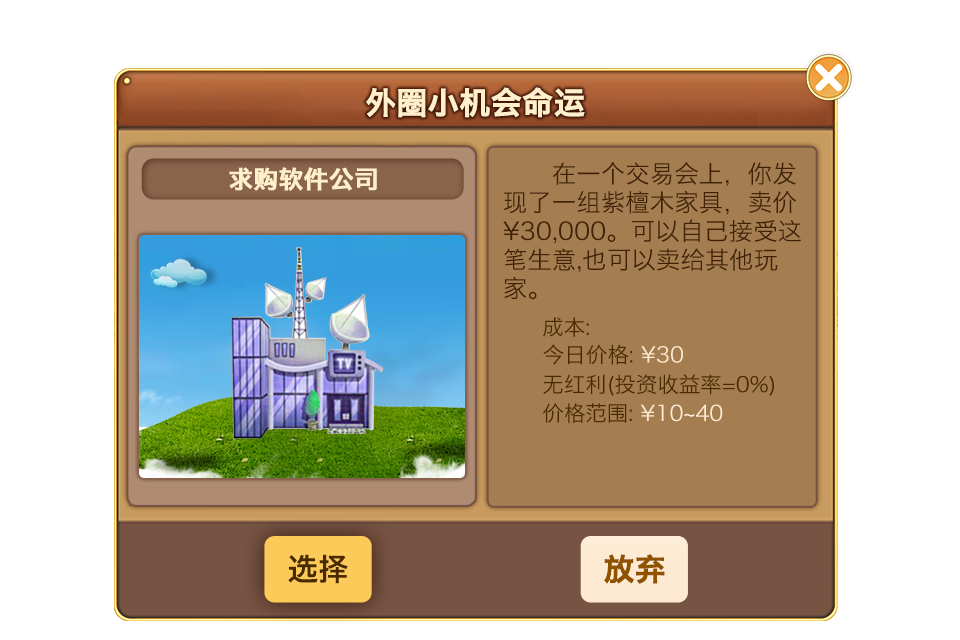 外圈小机会命运
求购软件公司
在一个交易会上，你发
现了一组紫檀木家具，卖价
¥30,000。可以自己接受这
笔生意,也可以卖给其他玩
家。
成本:
今日价格: ¥30
无红利(投资收益率=0%)
价格范围: ¥10~40
TV
选择
放弃